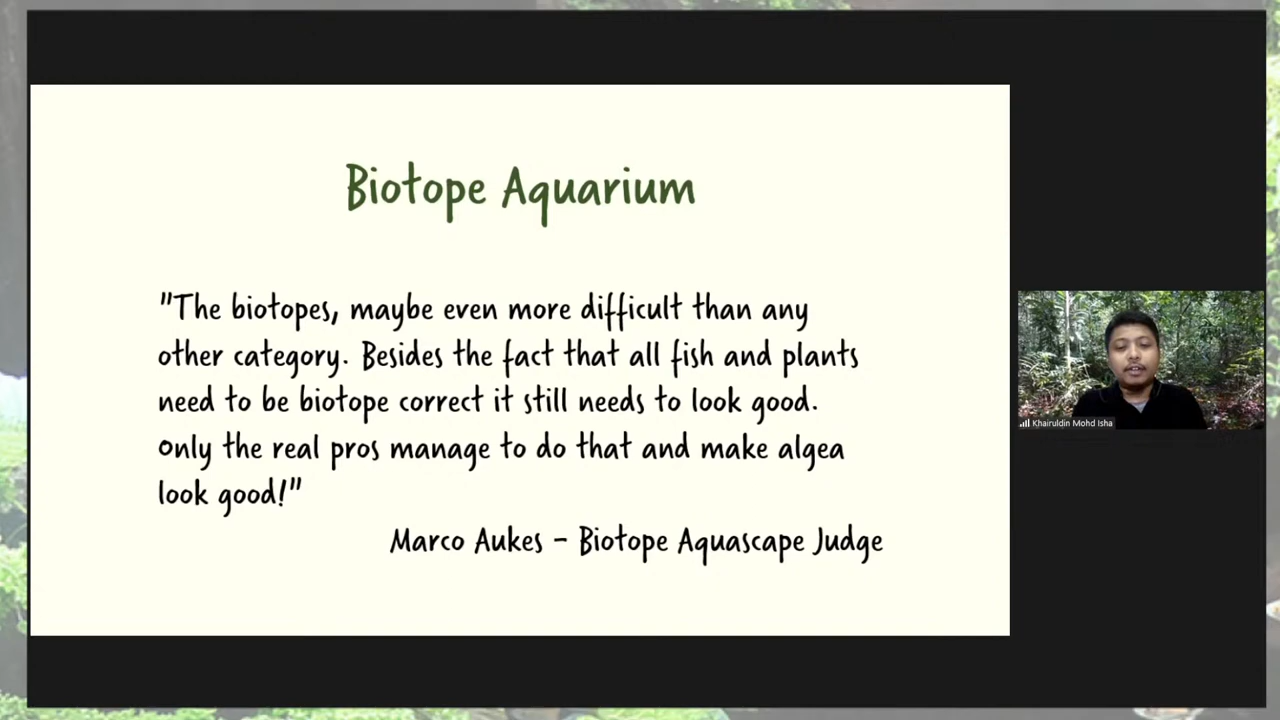 Biotope Aquarium
"The biotopes, maybe even more difficult than any
other category. Besides the fact that all fish and plants
need to be biotope correct it still needs to look good.
Only the real pros manage to do that and make algea
look good!"
Marco Aukes - Biotope Aquascape Judge
Khairuldin Mohd Isha